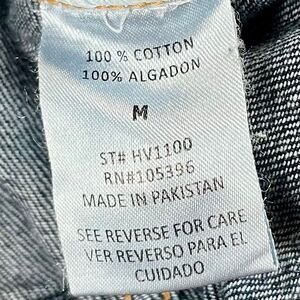 100 % COTTON
100% ALGADON
M
ST# HV1100
RN#105396
MADE IN PAKISTAN
SEE REVERSE FOR CARE
VER REVERSO PARA EL
CUIDADO